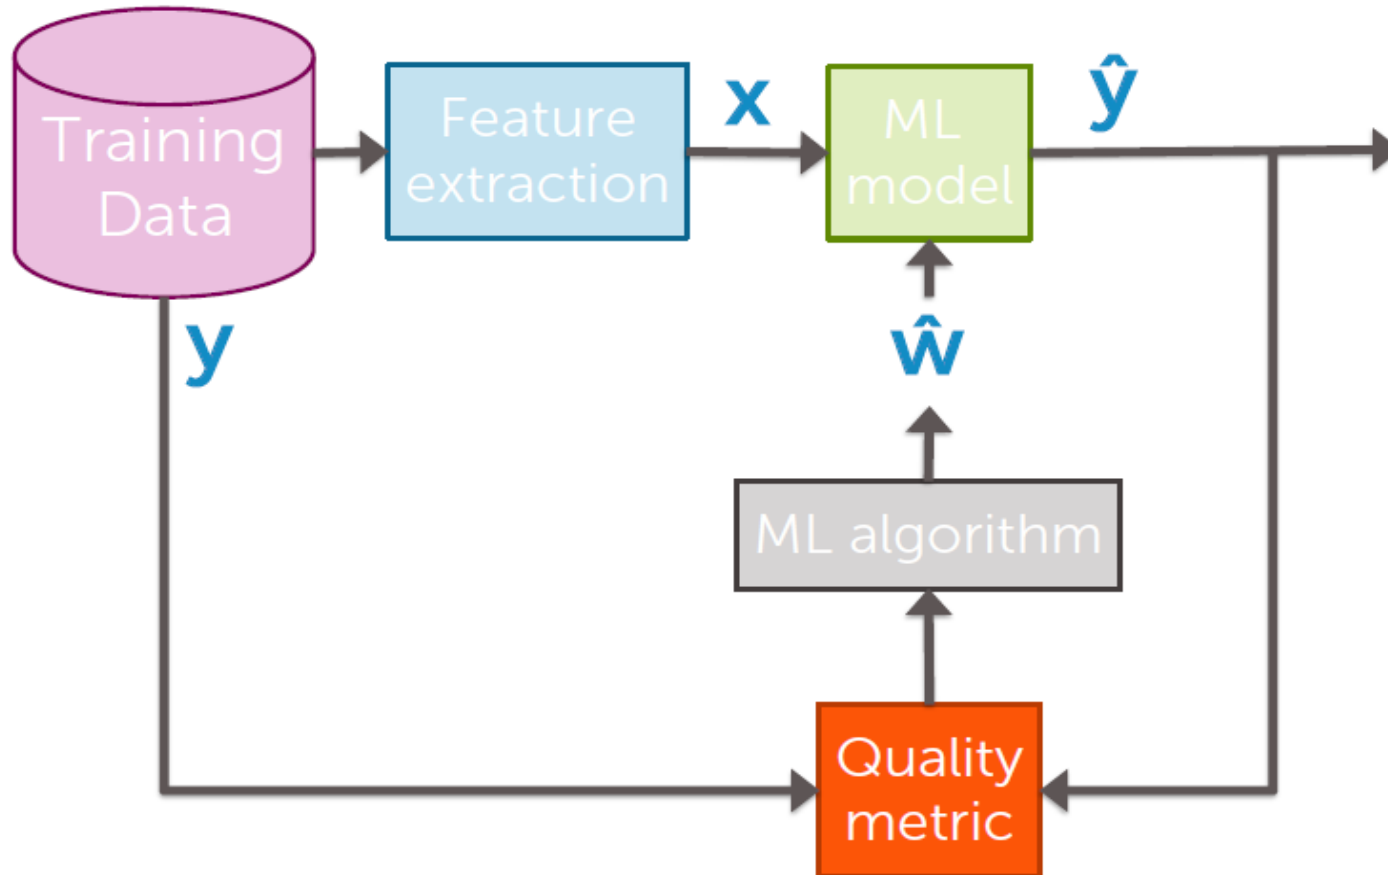 Training
Data
Feature
extraction
x
ML
model
ŷ
y
ŵ
ML algorithm
Quality
metric